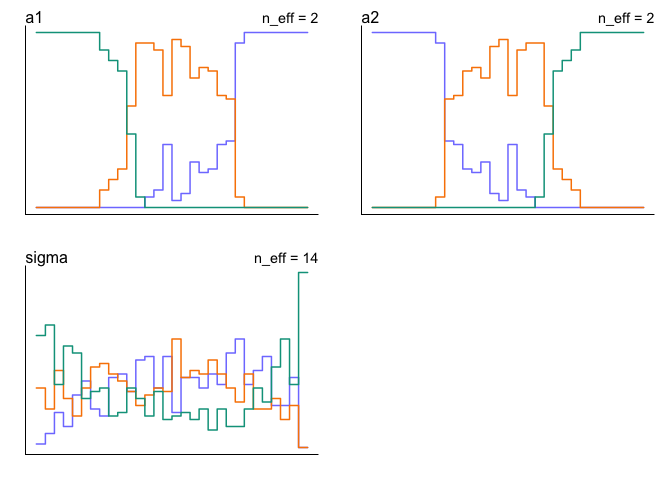 a1 n_eff = 2
a2 n_eff = 2
sigma n_eff = 14